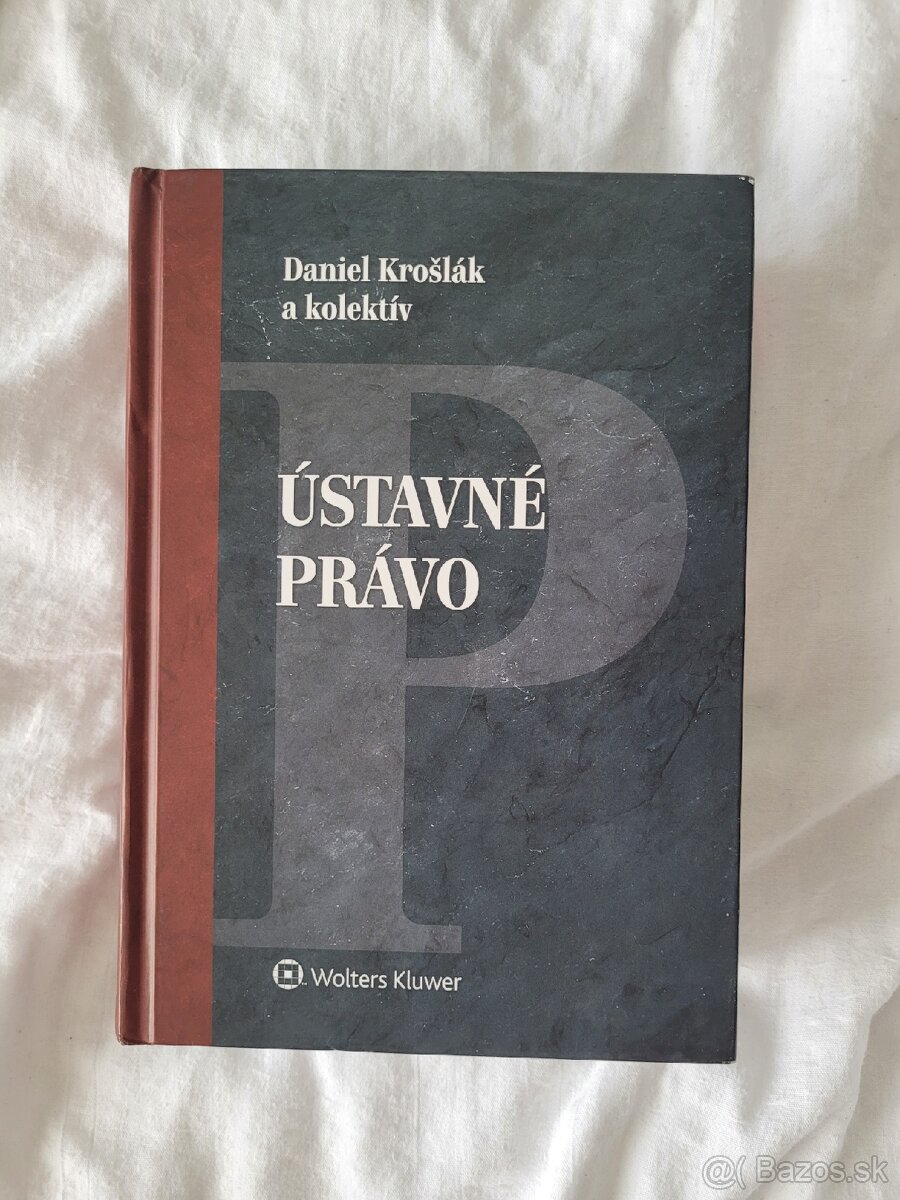 Daniel Krošlák
a kolektív
P
ÚSTAVNÉ
PRÁVO
Wolters Kluwer
@( Bazos.sk